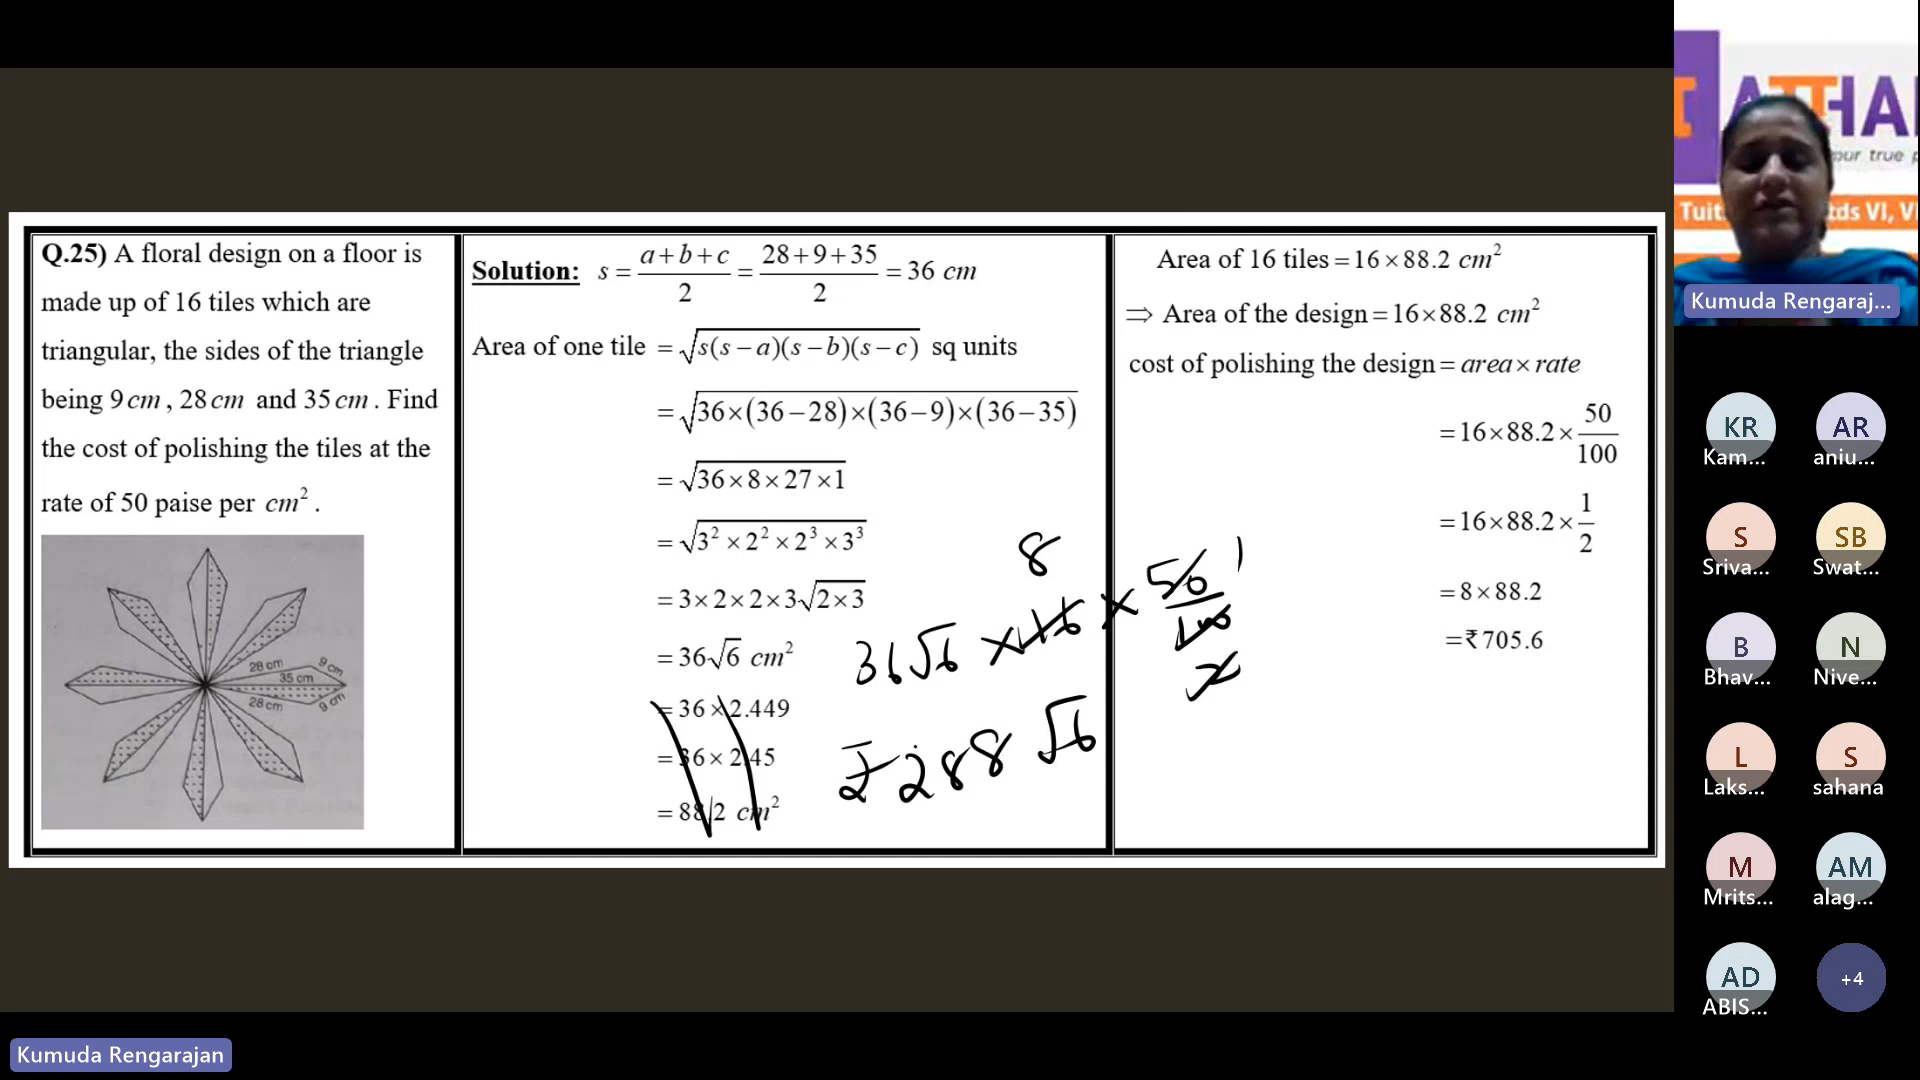 Q.25) A floral design on a floor is
made up of 16 tiles which are
triangular, the sides of the triangle
being 9 cm, 28 cm and 35 cm. Find
the cost of polishing the tiles at the
rate of 50 paise per cm².
28 cm
9 cm
35 cm
28 cm
9 cm
Solution: s = (a+b+c)/2 = (28+9+35)/2 = 36 cm
Area of one tile = √(s(s−a)(s−b)(s−c)) sq units
= √(36×(36−28)×(36−9)×(36−35))
= √(36×8×27×1)
= √(3²×2²×2³×3³)
= 3×2×2×3√(2×3)
= 36√6 cm²
= 36×2.449
= 36×2.45
= 88.2 cm²
8
36√6 × 16 × 50/100 1
2
₹ 288 √6
Area of 16 tiles = 16×88.2 cm²
⇒ Area of the design = 16×88.2 cm²
cost of polishing the design = area×rate
= 16×88.2× 50/100
= 16×88.2× 1/2
= 8×88.2
= ₹705.6
our true p
Kumuda Rengaraj...
KR
Kam...
AR
aniu...
S
Sriva...
SB
Swat...
B
Bhav...
N
Nive...
L
Laks...
S
sahana
M
Mrits...
AM
alag...
AD
ABIS...
+4
Kumuda Rengarajan